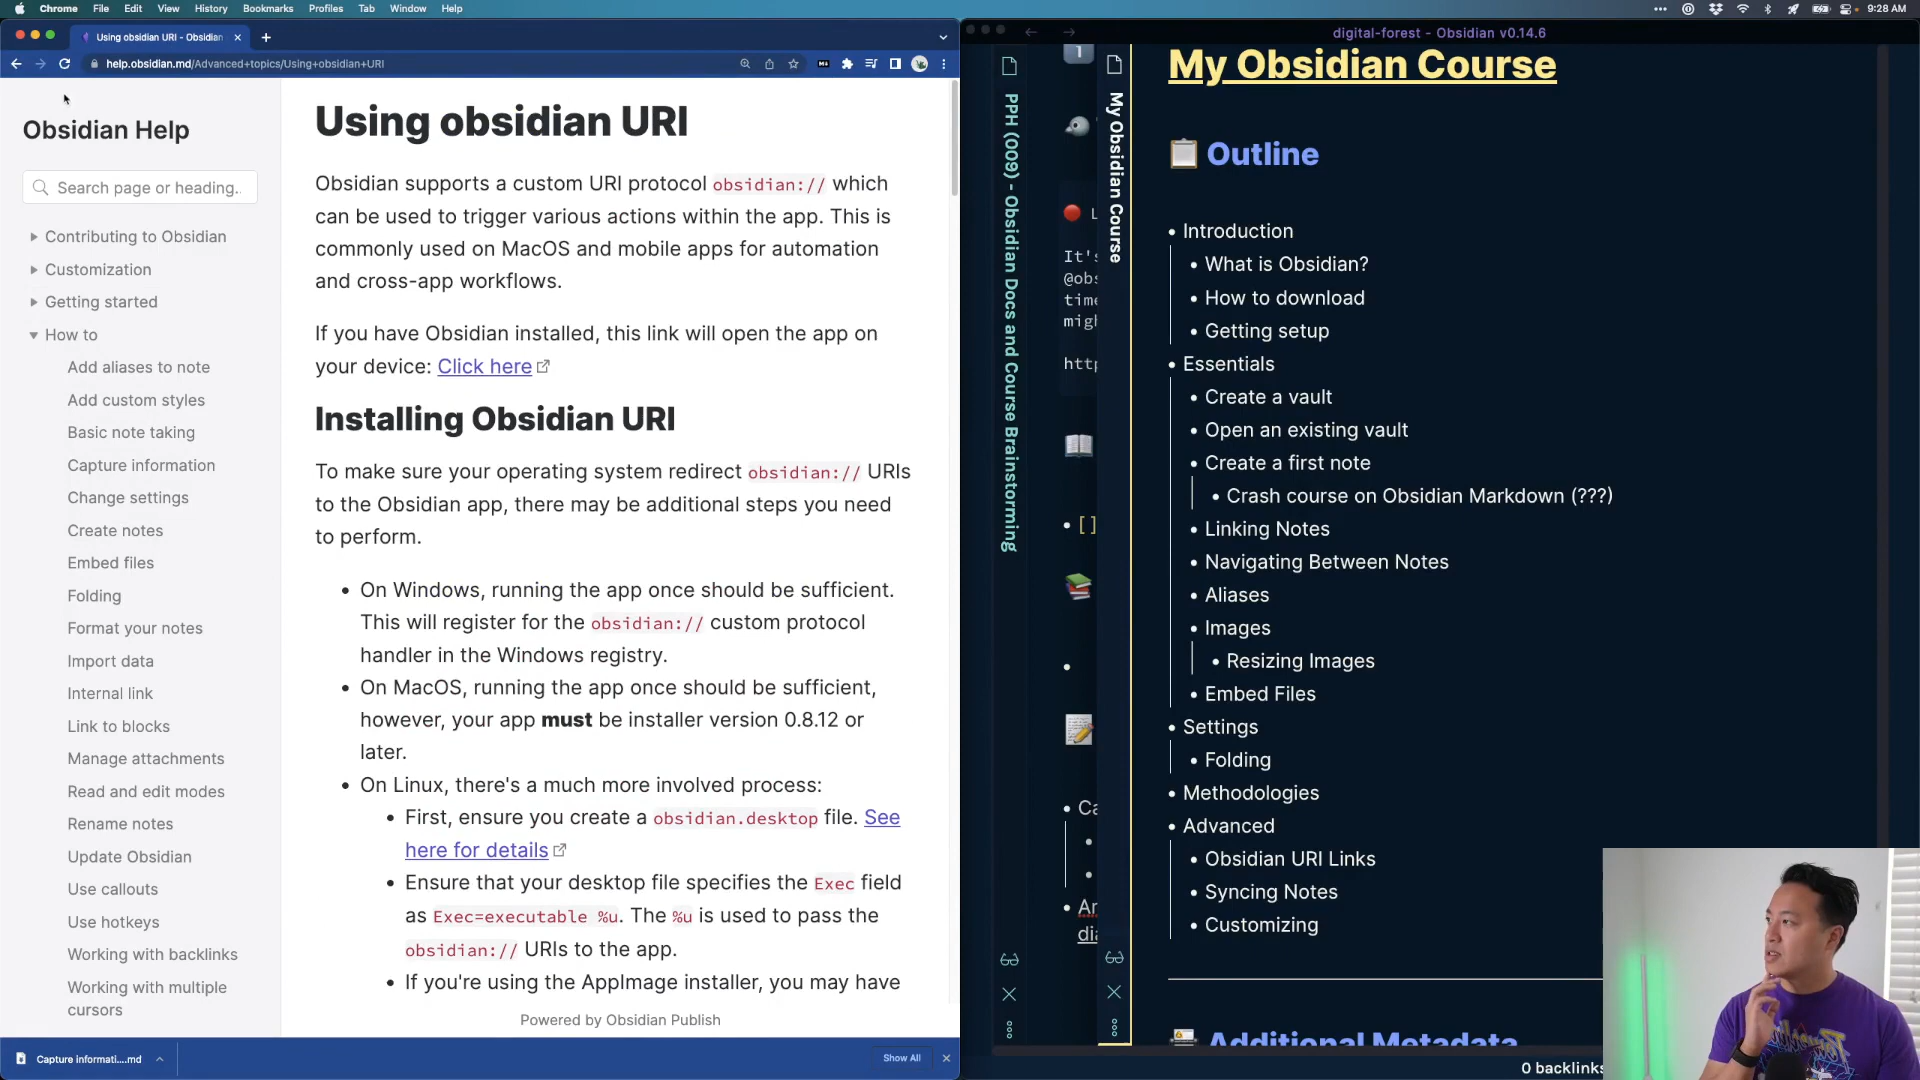 Chrome File Edit View History Bookmarks Profiles Tab Window Help
9:28 AM
Using obsidian URI - Obsidian
help.obsidian.md/Advanced+topics/Using+obsidian+URI
Obsidian Help
Search page or heading..
Contributing to Obsidian
Customization
Getting started
How to
Add aliases to note
Add custom styles
Basic note taking
Capture information
Change settings
Create notes
Embed files
Folding
Format your notes
Import data
Internal link
Link to blocks
Manage attachments
Read and edit modes
Rename notes
Update Obsidian
Use callouts
Use hotkeys
Working with backlinks
Working with multiple
cursors
Using obsidian URI
Obsidian supports a custom URI protocol obsidian:// which
can be used to trigger various actions within the app. This is
commonly used on MacOS and mobile apps for automation
and cross-app workflows.
If you have Obsidian installed, this link will open the app on
your device: Click here
Installing Obsidian URI
To make sure your operating system redirect obsidian:// URIs
to the Obsidian app, there may be additional steps you need
to perform.
• On Windows, running the app once should be sufficient.
This will register for the obsidian:// custom protocol
handler in the Windows registry.
• On MacOS, running the app once should be sufficient,
however, your app must be installer version 0.8.12 or
later.
• On Linux, there's a much more involved process:
• First, ensure you create a obsidian.desktop file. See
here for details
• Ensure that your desktop file specifies the Exec field
as Exec=executable %u. The %u is used to pass the
obsidian:// URIs to the app.
• If you're using the AppImage installer, you may have
Powered by Obsidian Publish
Capture informati....md
Show All
digital-forest - Obsidian v0.14.6
PPH (009) - Obsidian Docs and Course Brainstorming
It's
@obs
time
mig
http
• []
• Ca
My Obsidian Course
My Obsidian Course
Outline
• Introduction
• What is Obsidian?
• How to download
• Getting setup
• Essentials
• Create a vault
• Open an existing vault
• Create a first note
• Crash course on Obsidian Markdown (???)
• Linking Notes
• Navigating Between Notes
• Aliases
• Images
• Resizing Images
• Embed Files
• Settings
• Folding
• Methodologies
• Advanced
• Obsidian URI Links
• Syncing Notes
• Customizing
Additional Metadata
0 backlinks